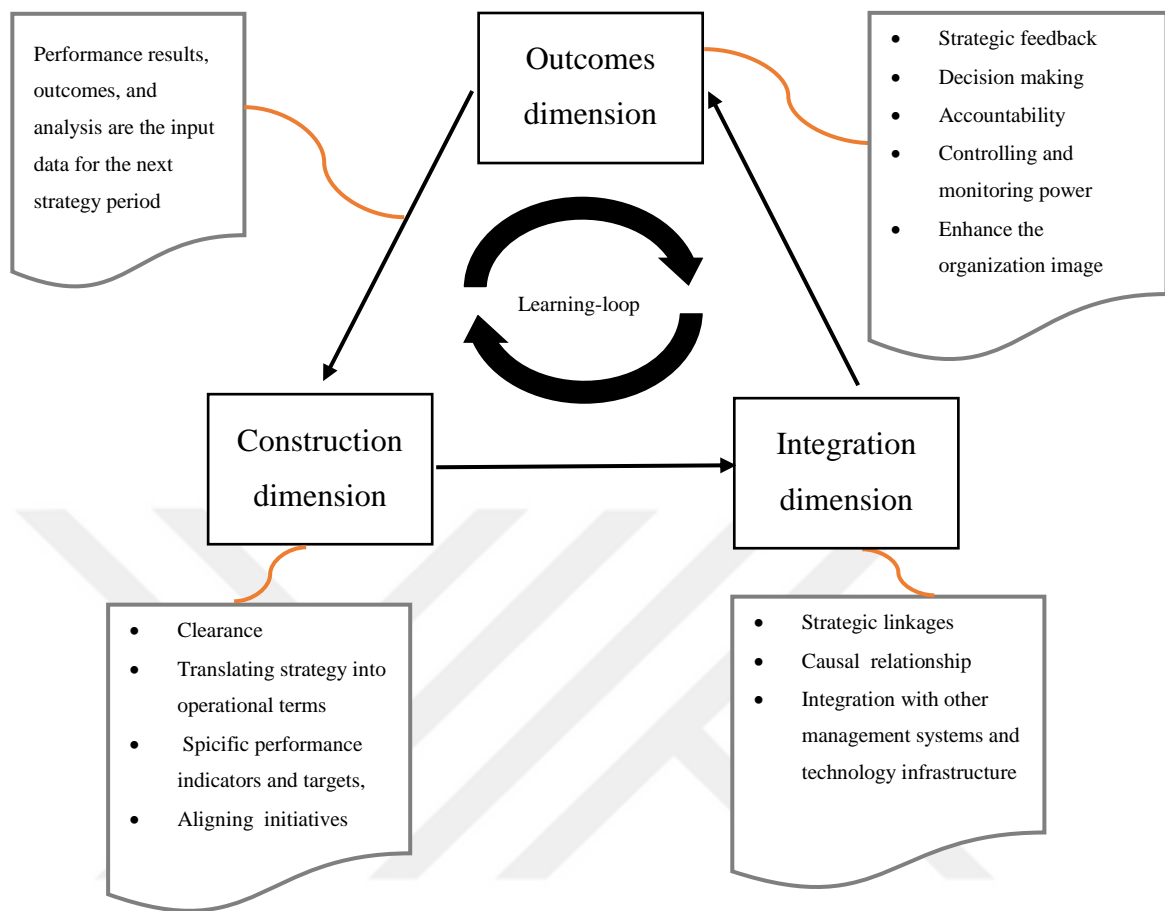 Performance results,
outcomes, and
analysis are the input
data for the next
strategy period
Outcomes
dimension
• Strategic feedback
• Decision making
• Accountability
• Controlling and
monitoring power
• Enhance the
organization image
Learning-loop
Construction
dimension
Integration
dimension
• Clearance
• Translating strategy into
operational terms
• Spicific performance
indicators and targets,
• Aligning initiatives
• Strategic linkages
• Causal relationship
• Integration with other
management systems and
technology infrastructure